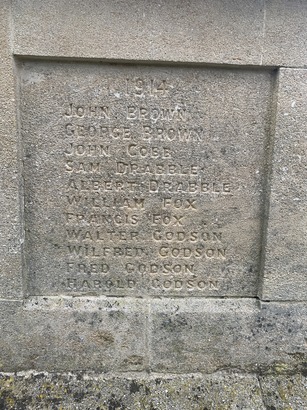 1914
JOHN BROWN
GEORGE BROWN
JOHN COBB
SAM DRABBLE
ALBERT DRABBLE
WILLIAM FOX
FRANCIS FOX
WALTER GODSON
WILFRED GODSON
FRED GODSON
HAROLD GODSON